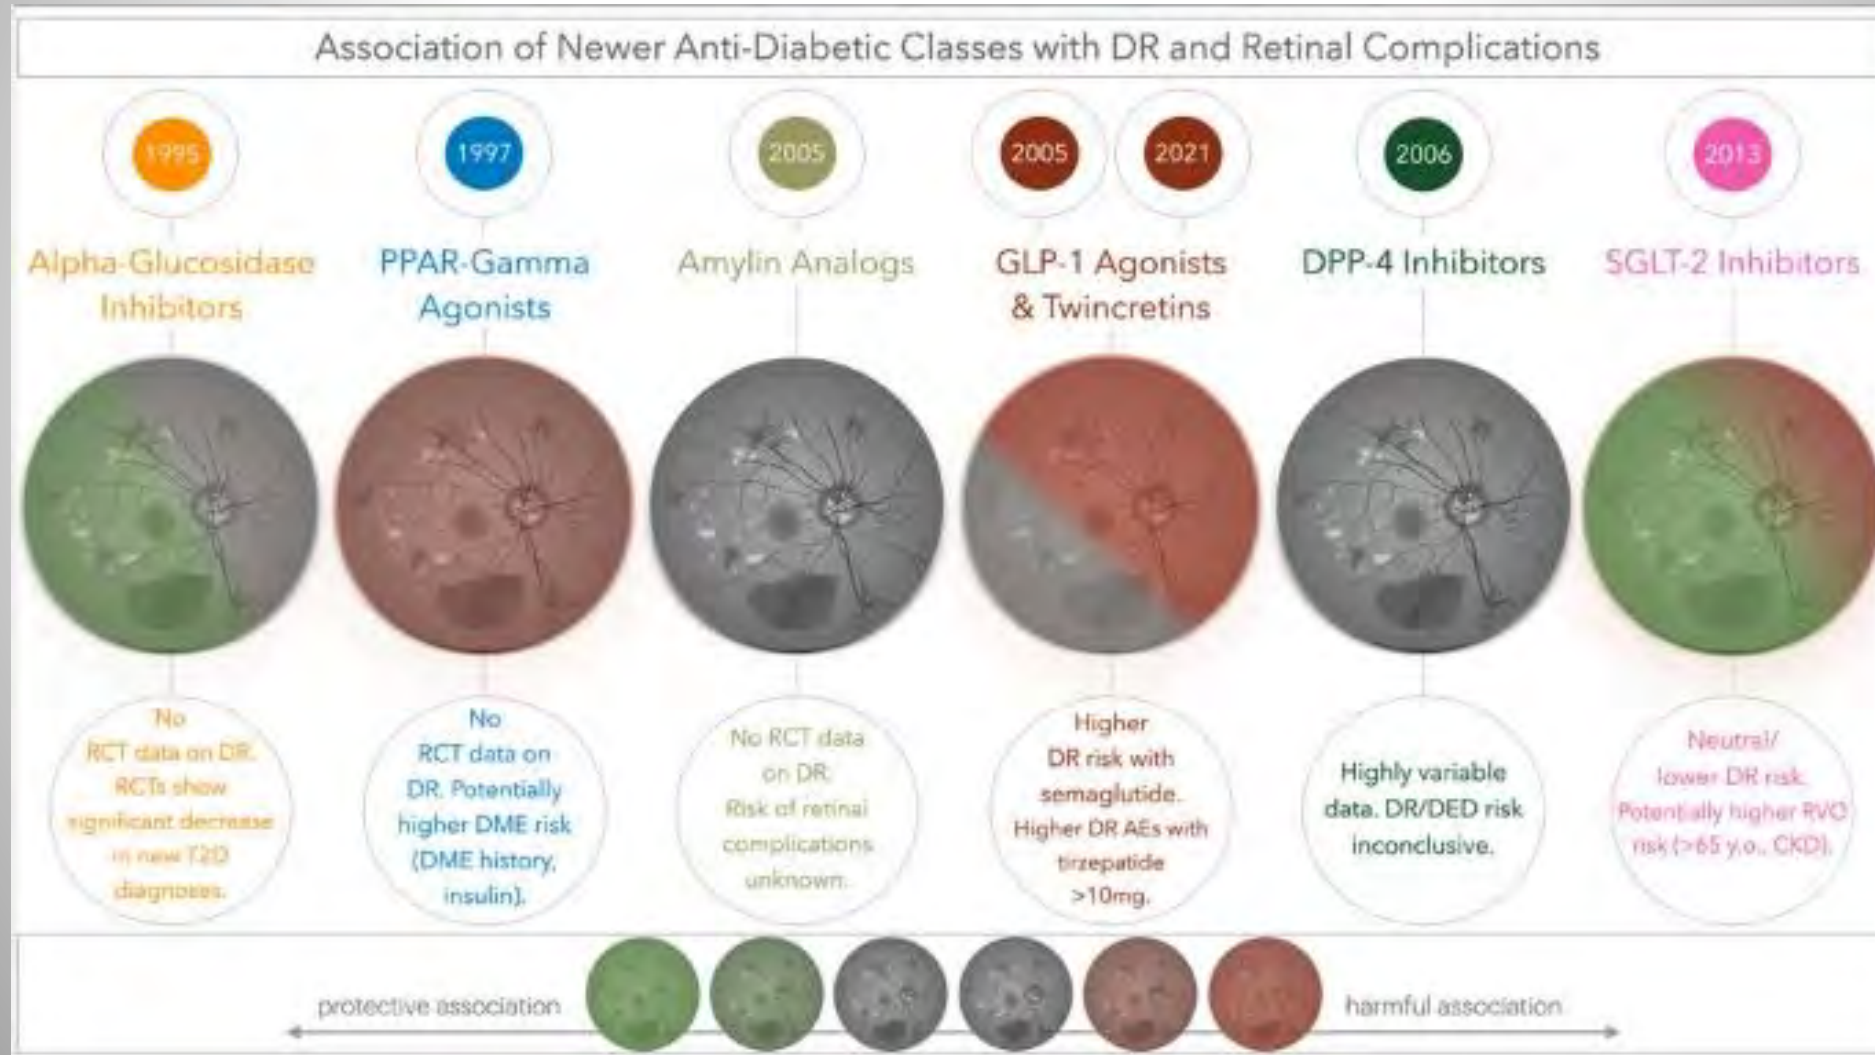 Association of Newer Anti-Diabetic Classes with DR and Retinal Complications
1995
1997
2005
2005
2021
2006
2013
Alpha-Glucosidase
Inhibitors
PPAR-Gamma
Agonists
Amylin Analogs
GLP-1 Agonists
& Twincretins
DPP-4 Inhibitors
SGLT-2 Inhibitors
No
RCT data on DR.
RCTs show
significant decrease
in new T2D
diagnoses.
No
RCT data on
DR. Potentially
higher DME risk
(DME history,
insulin).
No RCT data
on DR.
Risk of retinal
complications
unknown.
Higher
DR risk with
semaglutide.
Higher DR AEs with
tirzepatide
>10mg.
Highly variable
data. DR/DED risk
inconclusive.
Neutral/
lower DR risk.
Potentially higher RVO
risk (>65 y.o., CKD).
protective association
harmful association